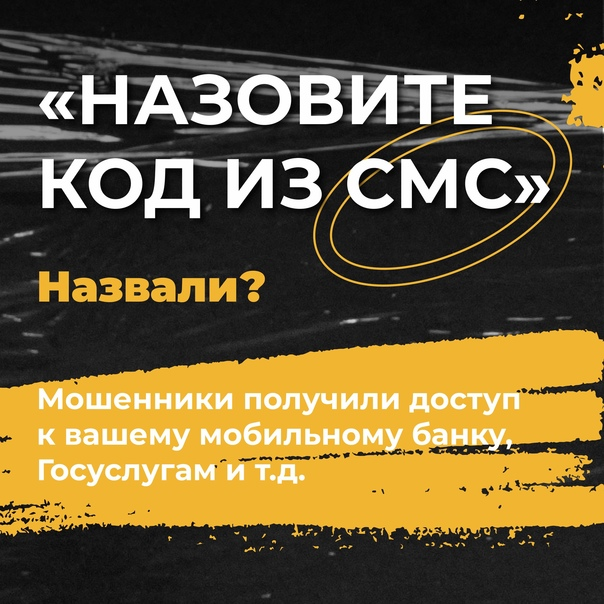 «НАЗОВИТЕ
КОД ИЗ СМС»
Назвали?
Мошенники получили доступ
к вашему мобильному банку,
Госуслугам и т.д.